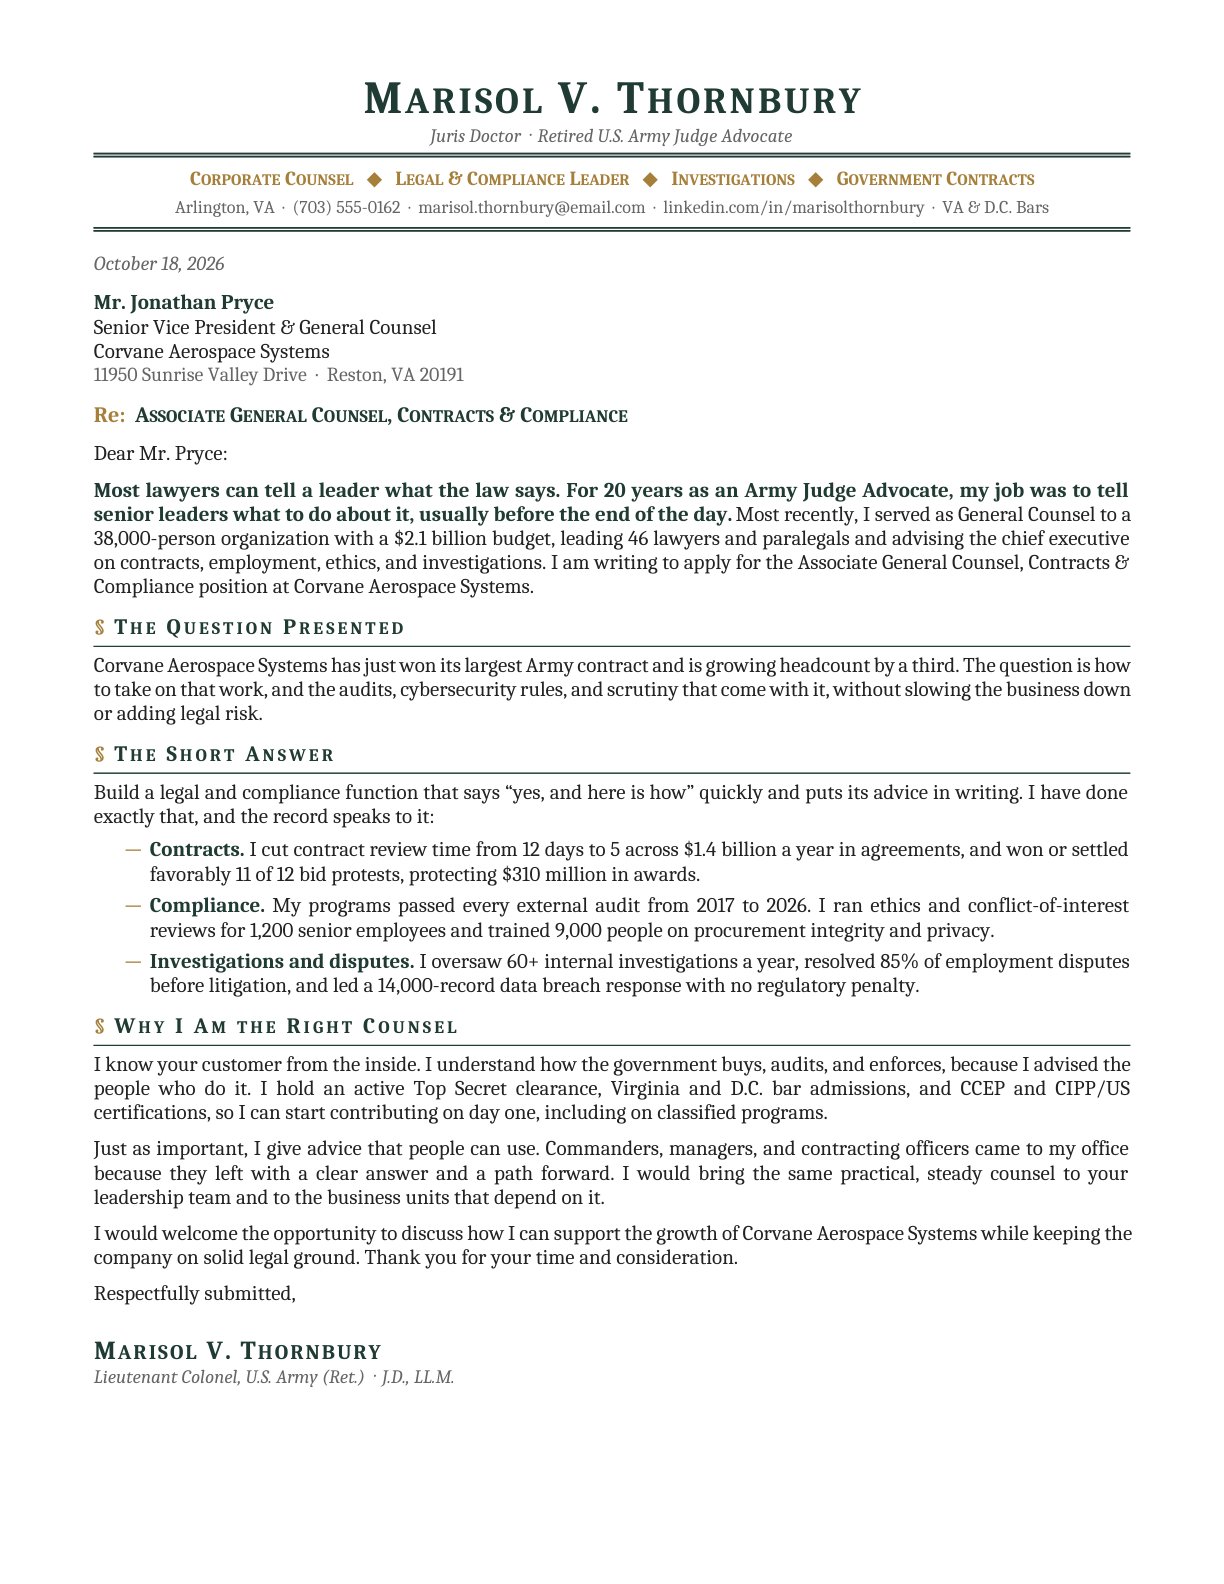 Marisol V. Thornbury
Juris Doctor · Retired U.S. Army Judge Advocate
Corporate Counsel ◆ Legal & Compliance Leader ◆ Investigations ◆ Government Contracts
Arlington, VA · (703) 555-0162 · marisol.thornbury@email.com · linkedin.com/in/marisolthornbury · VA & D.C. Bars
October 18, 2026
Mr. Jonathan Pryce
Senior Vice President & General Counsel
Corvane Aerospace Systems
11950 Sunrise Valley Drive · Reston, VA 20191
Re: Associate General Counsel, Contracts & Compliance
Dear Mr. Pryce:
Most lawyers can tell a leader what the law says. For 20 years as an Army Judge Advocate, my job was to tell
senior leaders what to do about it, usually before the end of the day. Most recently, I served as General Counsel to a
38,000-person organization with a $2.1 billion budget, leading 46 lawyers and paralegals and advising the chief executive
on contracts, employment, ethics, and investigations. I am writing to apply for the Associate General Counsel, Contracts &
Compliance position at Corvane Aerospace Systems.
§ The Question Presented
Corvane Aerospace Systems has just won its largest Army contract and is growing headcount by a third. The question is how
to take on that work, and the audits, cybersecurity rules, and scrutiny that come with it, without slowing the business down
or adding legal risk.
§ The Short Answer
Build a legal and compliance function that says “yes, and here is how” quickly and puts its advice in writing. I have done
exactly that, and the record speaks to it:
— Contracts. I cut contract review time from 12 days to 5 across $1.4 billion a year in agreements, and won or settled
favorably 11 of 12 bid protests, protecting $310 million in awards.
— Compliance. My programs passed every external audit from 2017 to 2026. I ran ethics and conflict-of-interest
reviews for 1,200 senior employees and trained 9,000 people on procurement integrity and privacy.
— Investigations and disputes. I oversaw 60+ internal investigations a year, resolved 85% of employment disputes
before litigation, and led a 14,000-record data breach response with no regulatory penalty.
§ Why I Am the Right Counsel
I know your customer from the inside. I understand how the government buys, audits, and enforces, because I advised the
people who do it. I hold an active Top Secret clearance, Virginia and D.C. bar admissions, and CCEP and CIPP/US
certifications, so I can start contributing on day one, including on classified programs.
Just as important, I give advice that people can use. Commanders, managers, and contracting officers came to my office
because they left with a clear answer and a path forward. I would bring the same practical, steady counsel to your
leadership team and to the business units that depend on it.
I would welcome the opportunity to discuss how I can support the growth of Corvane Aerospace Systems while keeping the
company on solid legal ground. Thank you for your time and consideration.
Respectfully submitted,
Marisol V. Thornbury
Lieutenant Colonel, U.S. Army (Ret.) · J.D., LL.M.